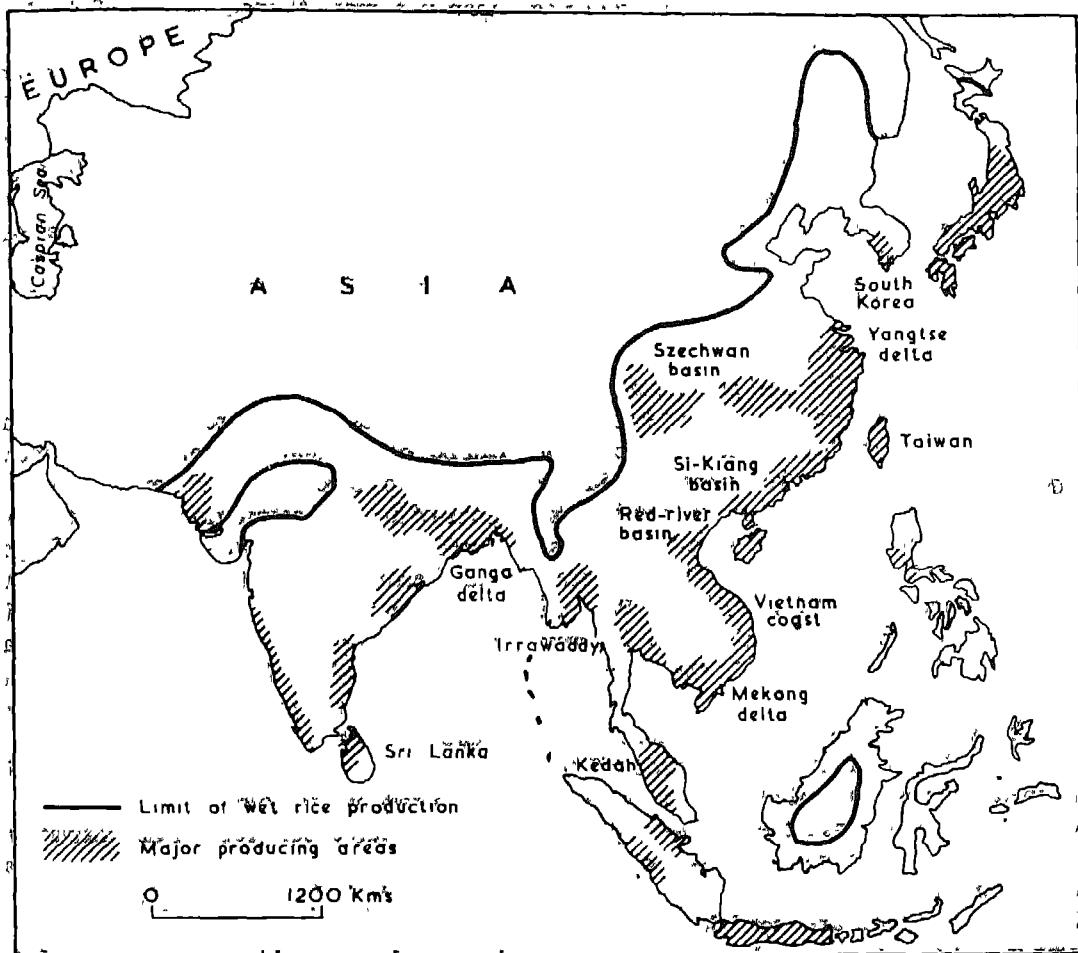 EUROPE
Caspian Sea
A S I A
South
Korea
Yangtse
delta
Szechwan
basin
Taiwan
Si-Kiang
basin
Red-river
basin
Ganga
delta
Vietnam
coast
Irrawaddy
Mekong
delta
Sri Lanka
Kedah
Limit of wet rice production
Major producing areas
0 1200 Km's